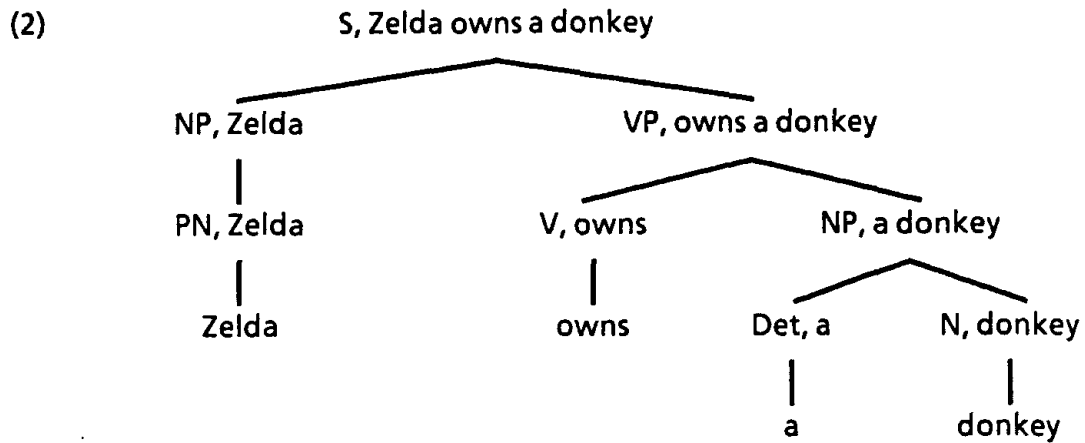 (2) S, Zelda owns a donkey
NP, Zelda VP, owns a donkey
PN, Zelda V, owns NP, a donkey
Zelda owns Det, a N, donkey
a donkey